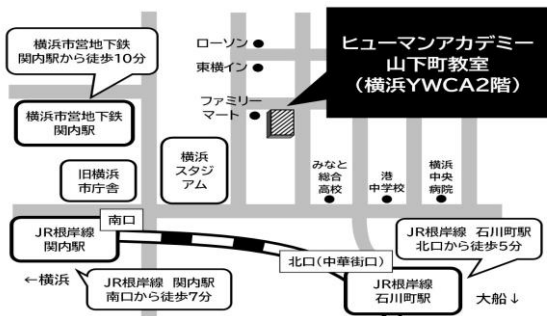 横浜市営地下鉄
関内駅から徒歩10分
ローソン
東横イン
ファミリー
マート
ヒューマンアカデミー
山下町教室
(横浜YWCA2階)
横浜市営地下鉄
関内駅
旧横浜
市庁舎
横浜
スタジ
アム
みなと
総合
高校
港
中学校
横浜
中央
病院
南口
JR根岸線
関内駅
北口(中華街口)
JR根岸線 石川町駅
北口から徒歩5分
←横浜
JR根岸線 関内駅
南口から徒歩7分
JR根岸線
石川町駅
大船↓